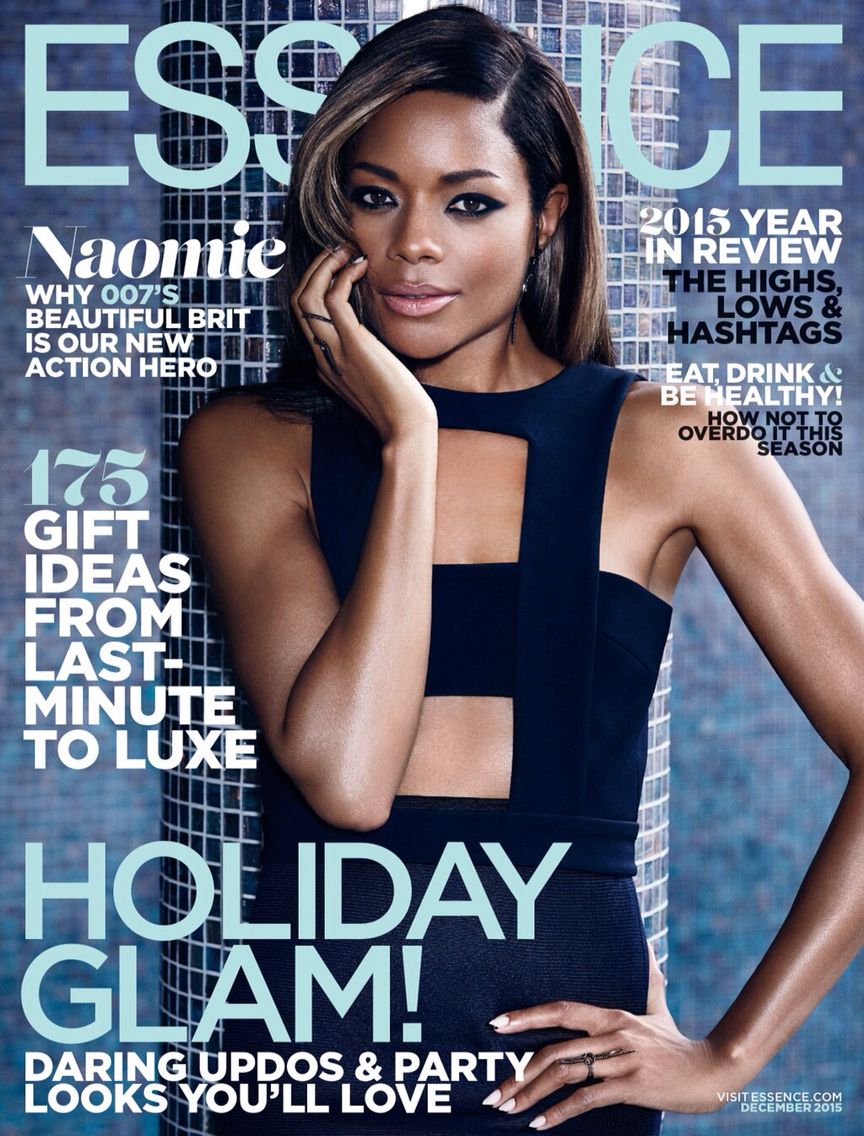 ESSENCE
Naomie
WHY 007'S
BEAUTIFUL BRIT
IS OUR NEW
ACTION HERO
2015 YEAR
IN REVIEW
THE HIGHS,
LOWS &
HASHTAGS
EAT, DRINK &
BE HEALTHY!
HOW NOT TO
OVERDO IT THIS
SEASON
175
GIFT
IDEAS
FROM
LAST-
MINUTE
TO LUXE
HOLIDAY
GLAM!
DARING UPDOS & PARTY
LOOKS YOU'LL LOVE
VISIT ESSENCE.COM
DECEMBER 2015